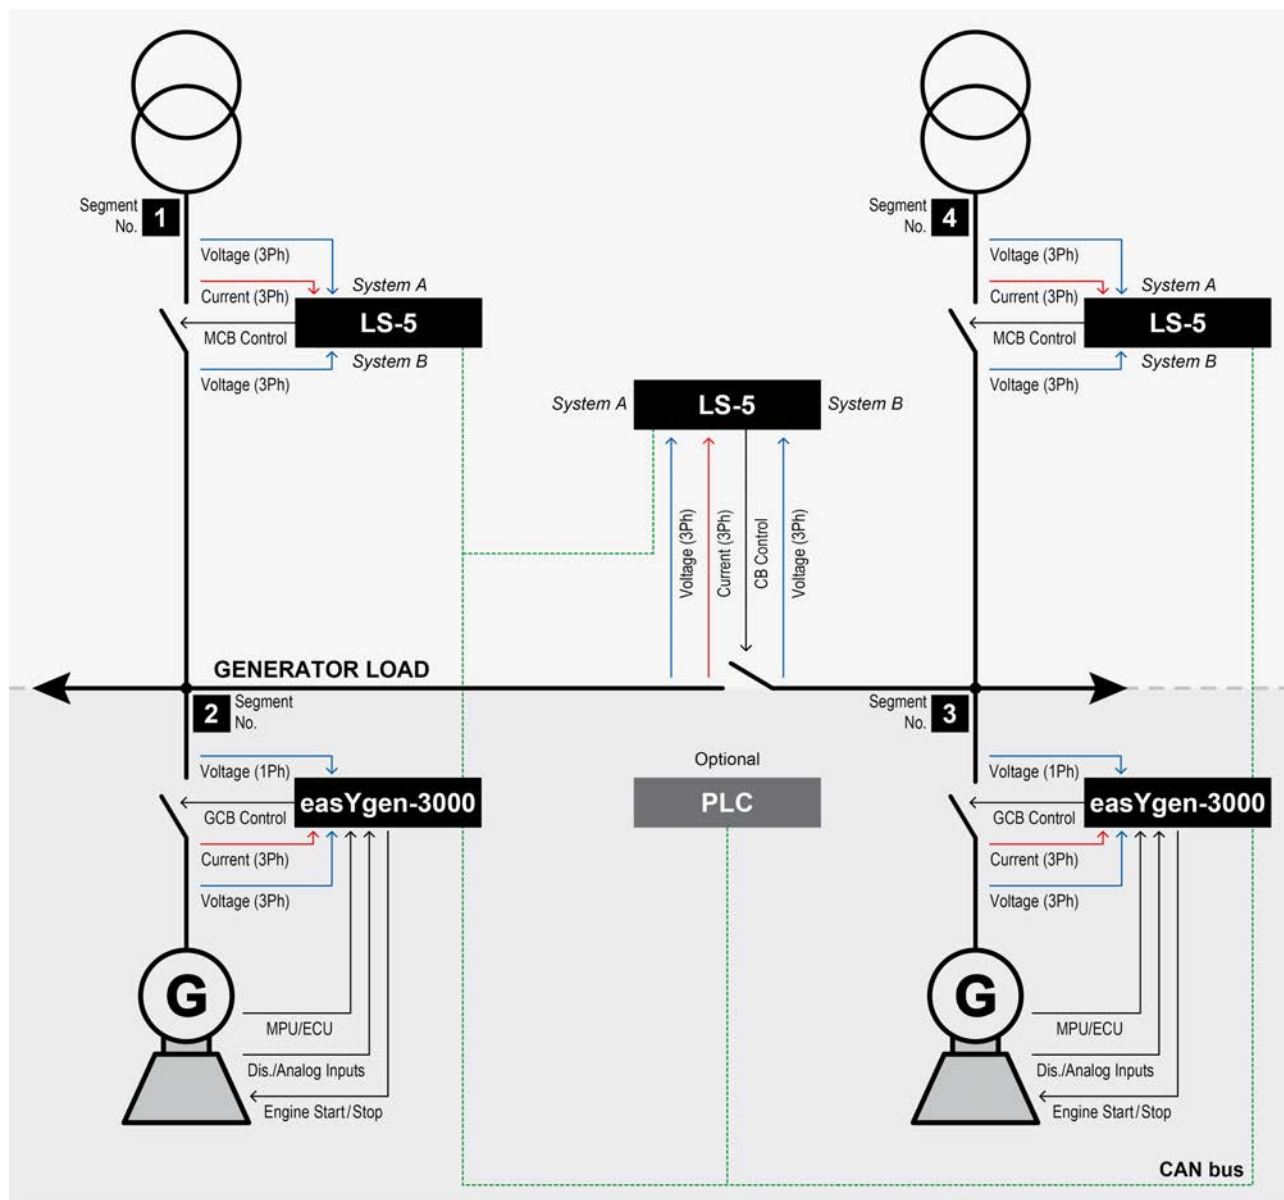 Segment
No.
1
Voltage (3Ph)
Current (3Ph)
System A
LS-5
MCB Control
System B
Voltage (3Ph)
Segment
No.
4
Voltage (3Ph)
Current (3Ph)
System A
LS-5
MCB Control
System B
Voltage (3Ph)
System A
LS-5
System B
Voltage (3Ph)
Current (3Ph)
CB Control
Voltage (3Ph)
GENERATOR LOAD
2
Segment
No.
Segment
No.
3
Voltage (1Ph)
easYgen-3000
GCB Control
Current (3Ph)
Voltage (3Ph)
G
MPU/ECU
Dis./Analog Inputs
Engine Start/Stop
Optional
PLC
Voltage (1Ph)
easYgen-3000
GCB Control
Current (3Ph)
Voltage (3Ph)
G
MPU/ECU
Dis./Analog Inputs
Engine Start/Stop
CAN bus